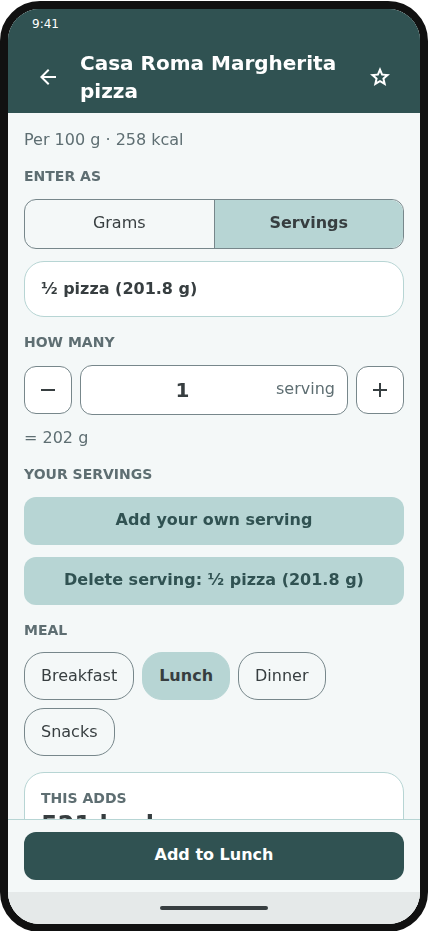 9:41
Casa Roma Margherita
pizza
Per 100 g · 258 kcal
ENTER AS
Grams
Servings
½ pizza (201.8 g)
HOW MANY
1
serving
= 202 g
YOUR SERVINGS
Add your own serving
Delete serving: ½ pizza (201.8 g)
MEAL
Breakfast
Lunch
Dinner
Snacks
THIS ADDS
Add to Lunch